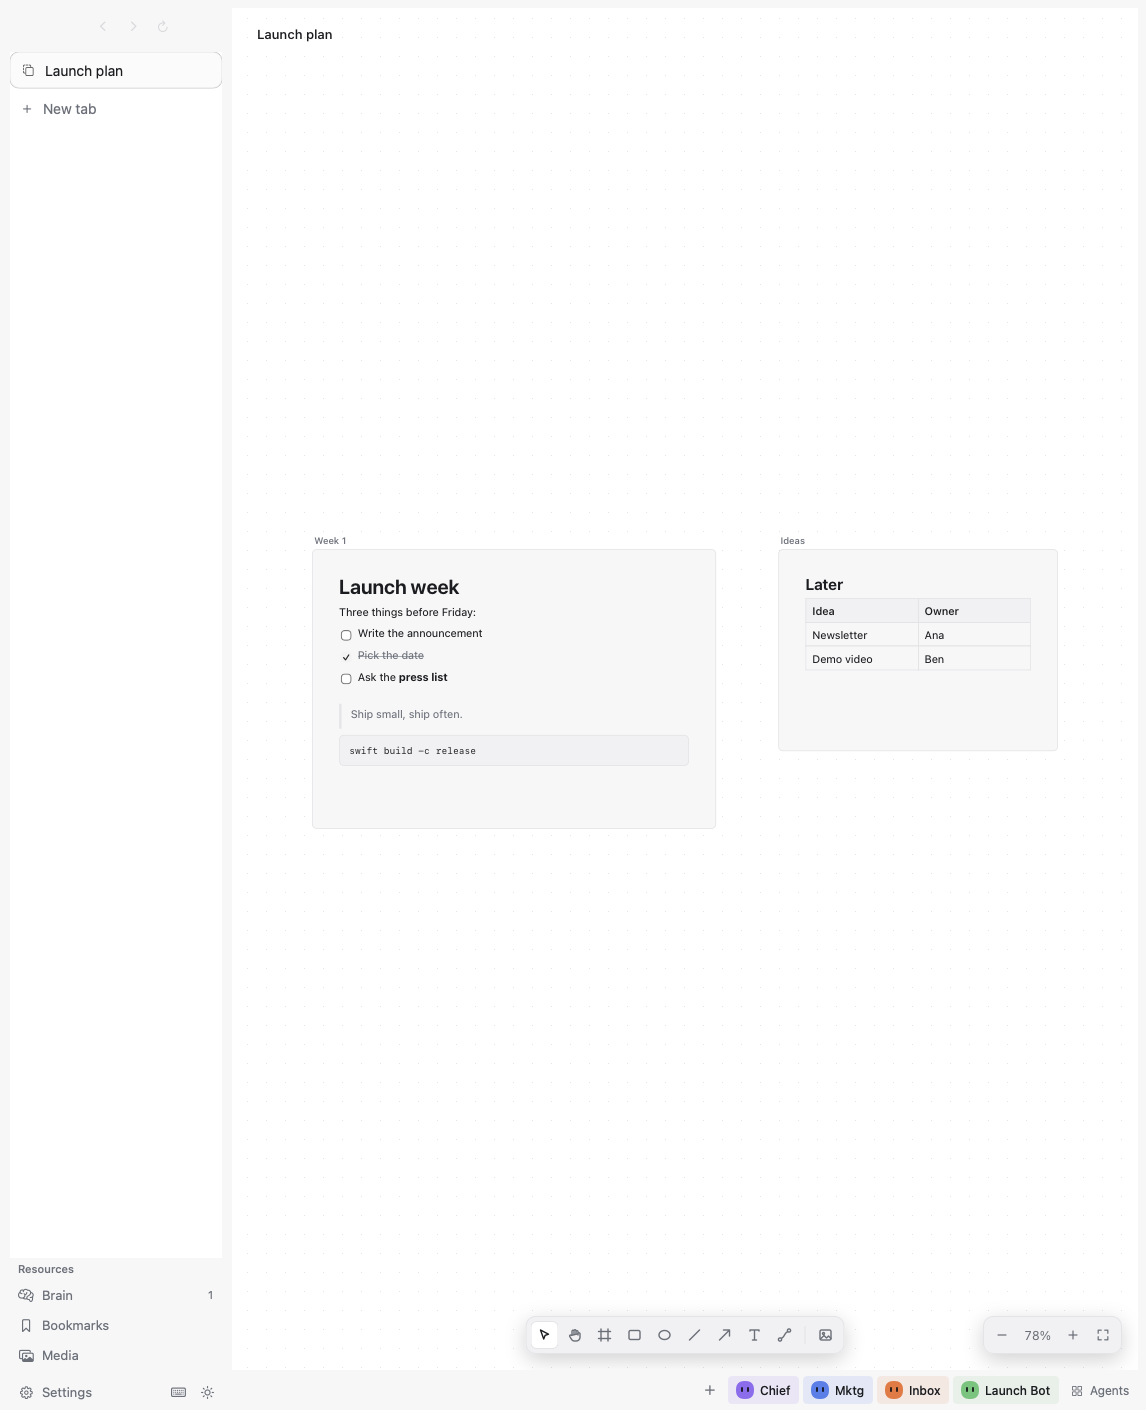 Launch plan
Launch plan
New tab
Week 1
Launch week
Three things before Friday:
Write the announcement
Pick the date
Ask the press list
Ship small, ship often.
swift build -c release
Ideas
Later
Idea Owner
Newsletter Ana
Demo video Ben
Resources
Brain 1
Bookmarks
Media
Settings
78%
Chief
Mktg
Inbox
Launch Bot
Agents